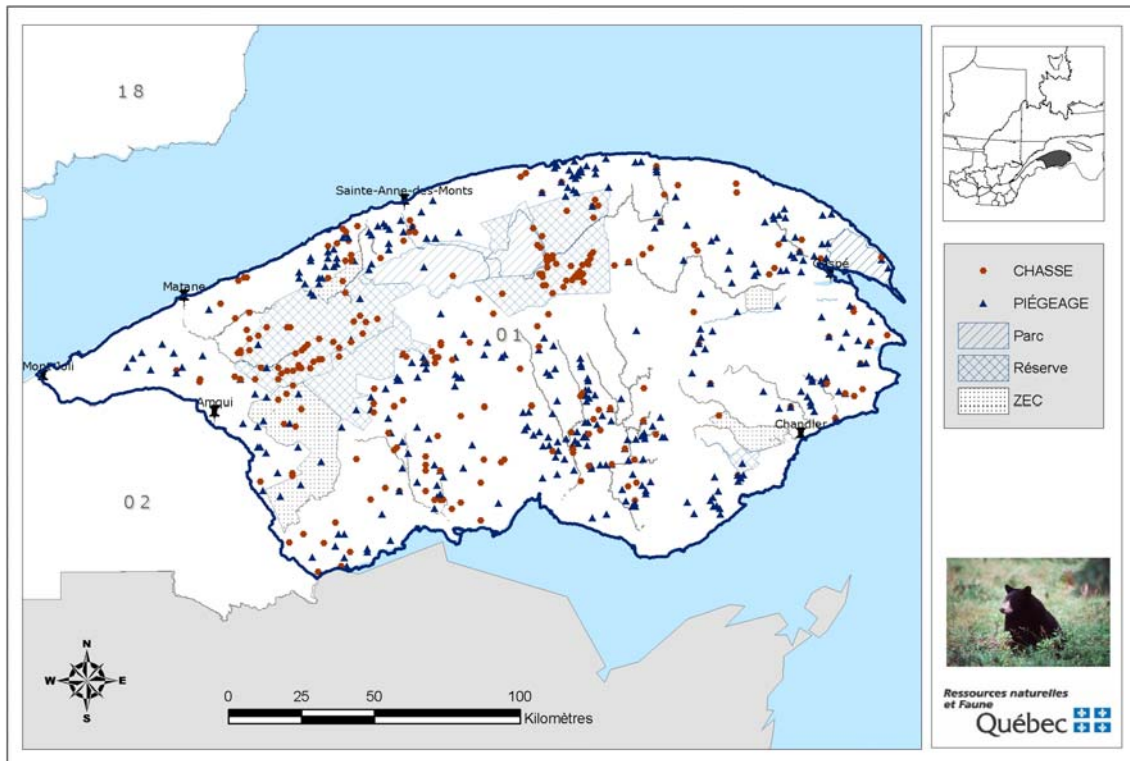 18
Sainte-Anne-des-Monts
Gaspé
Matane
01
Mont-Joli
Amqui
Chandler
02
N
W E
S
0 25 50 100
Kilomètres
CHASSE
PIÉGEAGE
Parc
Réserve
ZEC
Ressources naturelles
et Faune
Québec